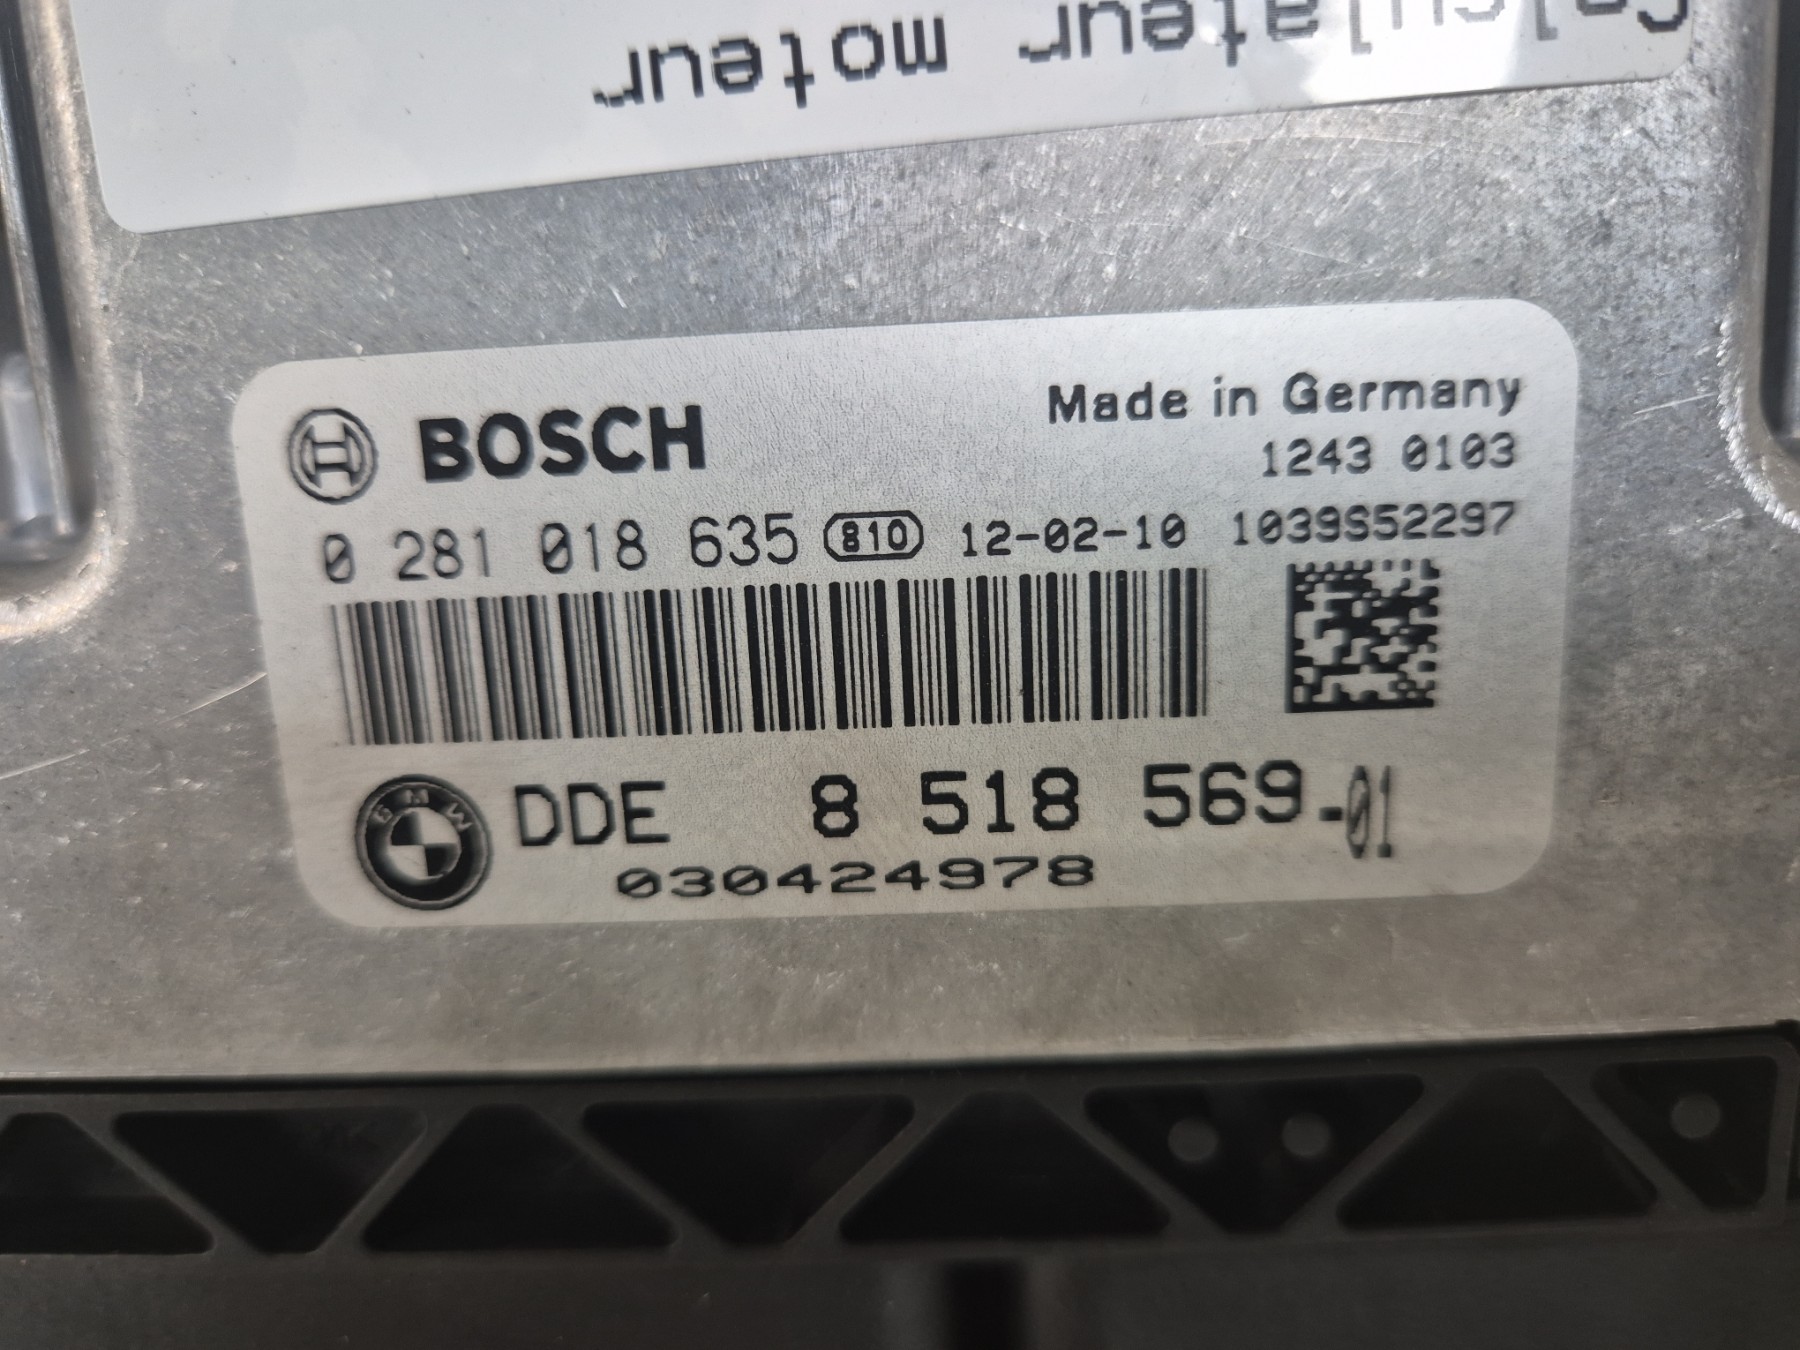 Calculateur moteur
BOSCH
Made in Germany
1243 0103
0 281 018 635 810 12-02-10 1039S52297
BMW DDE 8 518 569-01
030424978